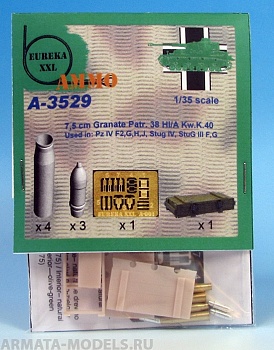 EUREKA
XXL
AMMO
A-3529
1/35 scale
7,5 cm Granate Patr. 38 Hl/A Kw.K.40
Used in: Pz IV F2,G,H,J, Stug IV, StuG III F,G
EUREKA XXL A-001
x 4
x 3
x 1
x 1
ARMATA-MODELS.RU